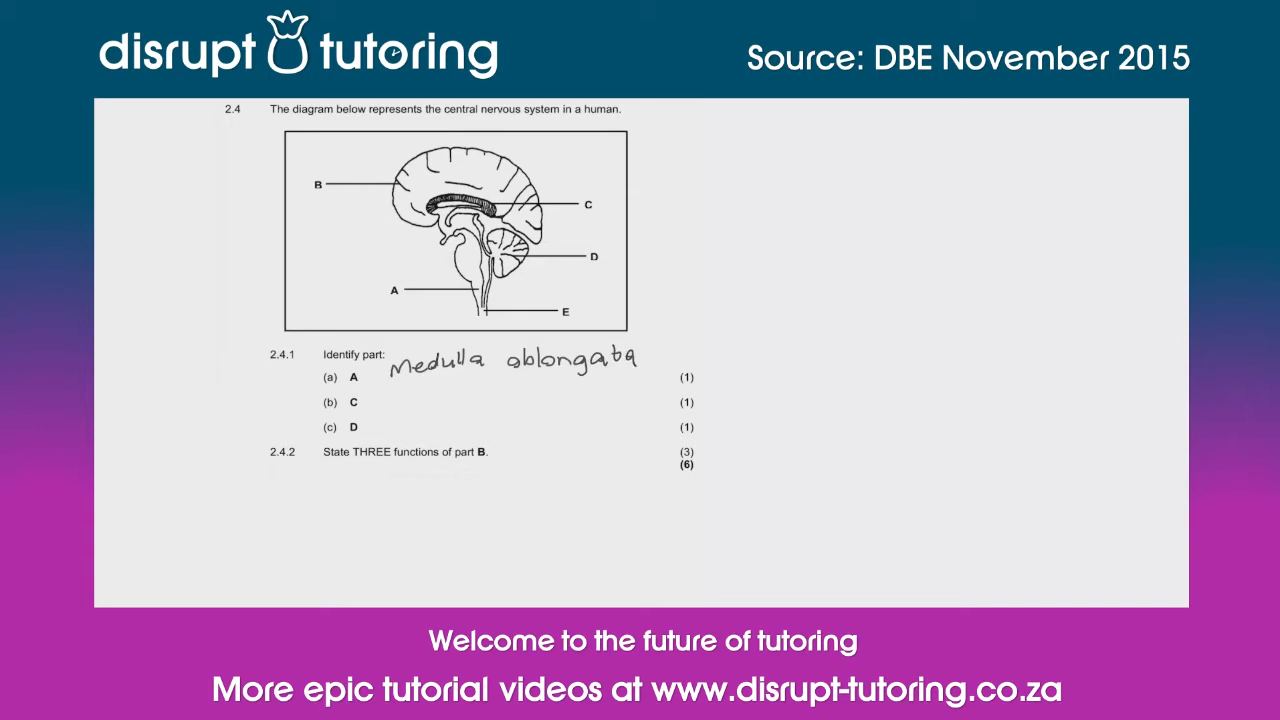 disrupt tutoring
Source: DBE November 2015
2.4 The diagram below represents the central nervous system in a human.
B
C
D
A
E
2.4.1 Identify part:
Medulla oblongata
(a) A (1)
(b) C (1)
(c) D (1)
2.4.2 State THREE functions of part B. (3)
(6)
Welcome to the future of tutoring
More epic tutorial videos at www.disrupt-tutoring.co.za